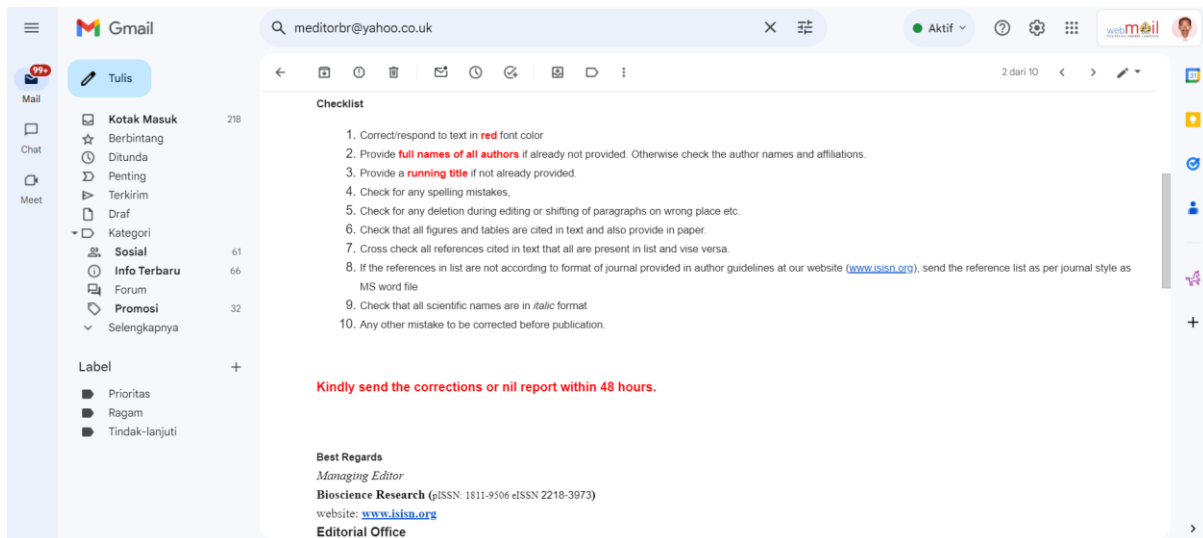 Gmail
meditorbr@yahoo.co.uk
Aktif
webmail
99+
Mail
Chat
Meet
Tulis
Kotak Masuk 218
Berbintang
Ditunda
Penting
Terkirim
Draf
Kategori
Sosial 61
Info Terbaru 66
Forum
Promosi 32
Selengkapnya
Label
Prioritas
Ragam
Tindak-lanjuti
2 dari 10
Checklist
1. Correct/respond to text in red font color
2. Provide full names of all authors if already not provided. Otherwise check the author names and affiliations.
3. Provide a running title if not already provided.
4. Check for any spelling mistakes,
5. Check for any deletion during editing or shifting of paragraphs on wrong place etc.
6. Check that all figures and tables are cited in text and also provide in paper.
7. Cross check all references cited in text that all are present in list and vise versa.
8. If the references in list are not according to format of journal provided in author guidelines at our website (www.isisn.org), send the reference list as per journal style as
MS word file
9. Check that all scientific names are in italic format
10. Any other mistake to be corrected before publication.
Kindly send the corrections or nil report within 48 hours.
Best Regards
Managing Editor
Bioscience Research (pISSN: 1811-9506 eISSN 2218-3973)
website: www.isisn.org
Editorial Office
31